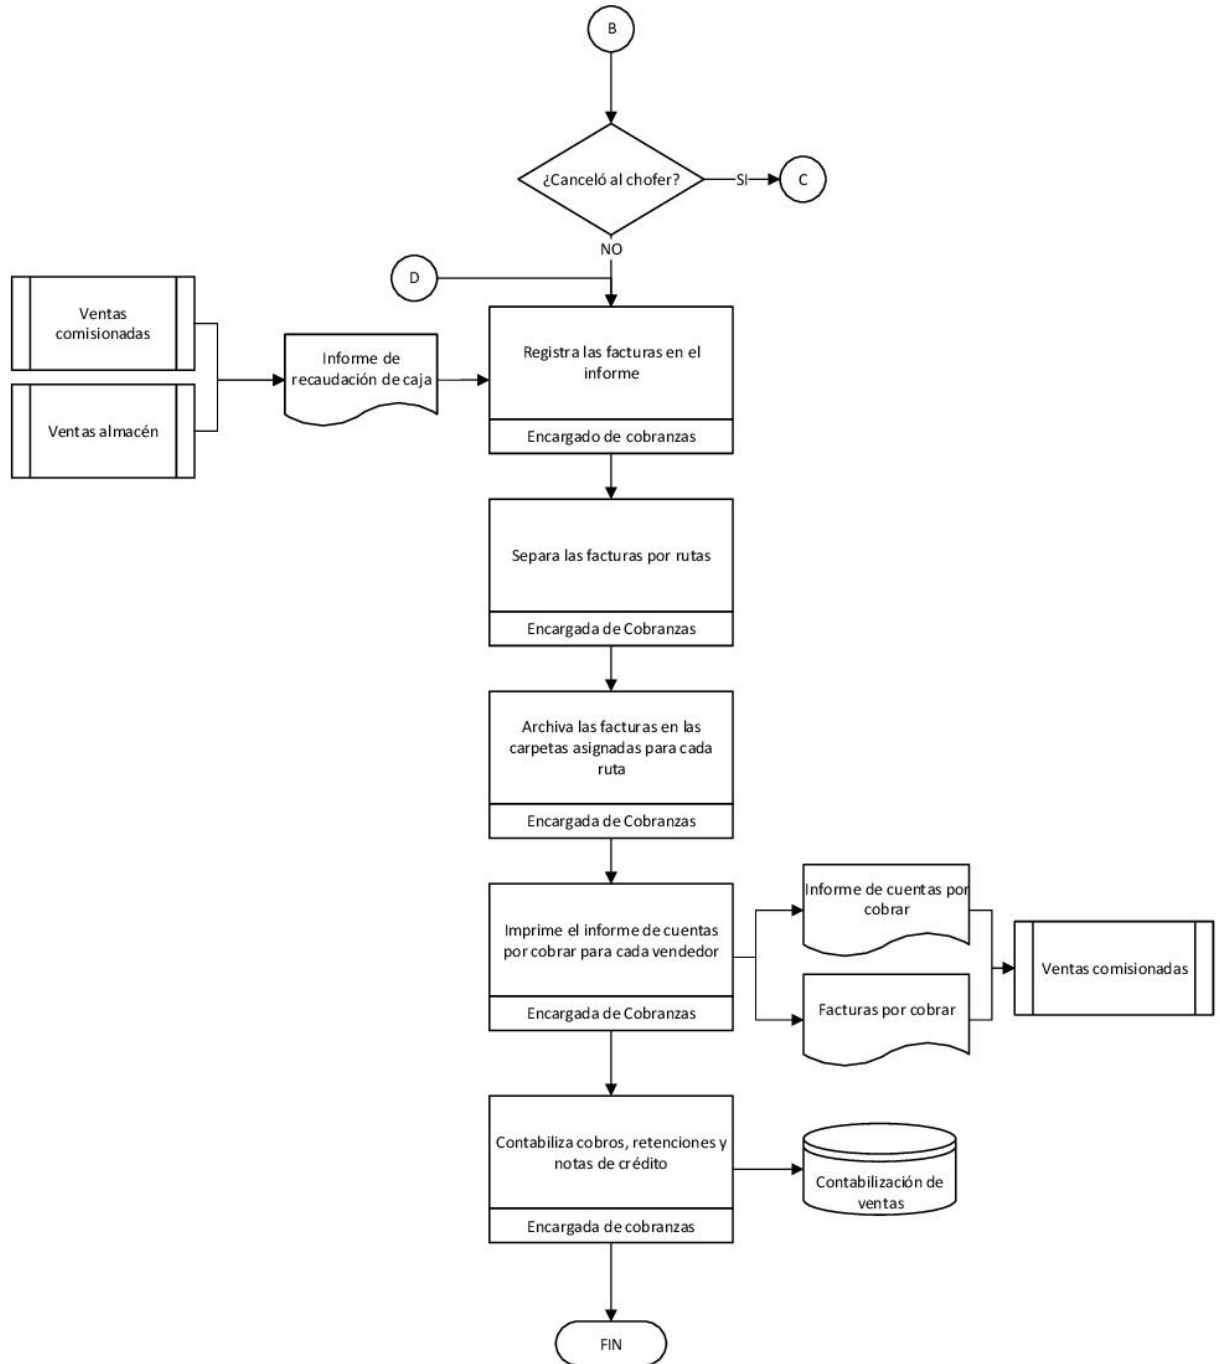 B
¿Canceló al chofer?
SI
C
NO
D
Ventas
comisionadas
Ventas almacén
Informe de
recaudación de caja
Registra las facturas en el
informe
Encargado de cobranzas
Separa las facturas por rutas
Encargada de Cobranzas
Archiva las facturas en las
carpetas asignadas para cada
ruta
Encargada de Cobranzas
Imprime el informe de cuentas
por cobrar para cada vendedor
Encargada de Cobranzas
Informe de cuentas por
cobrar
Facturas por cobrar
Ventas comisionadas
Contabiliza cobros, retenciones y
notas de crédito
Encargada de cobranzas
Contabilización de
ventas
FIN